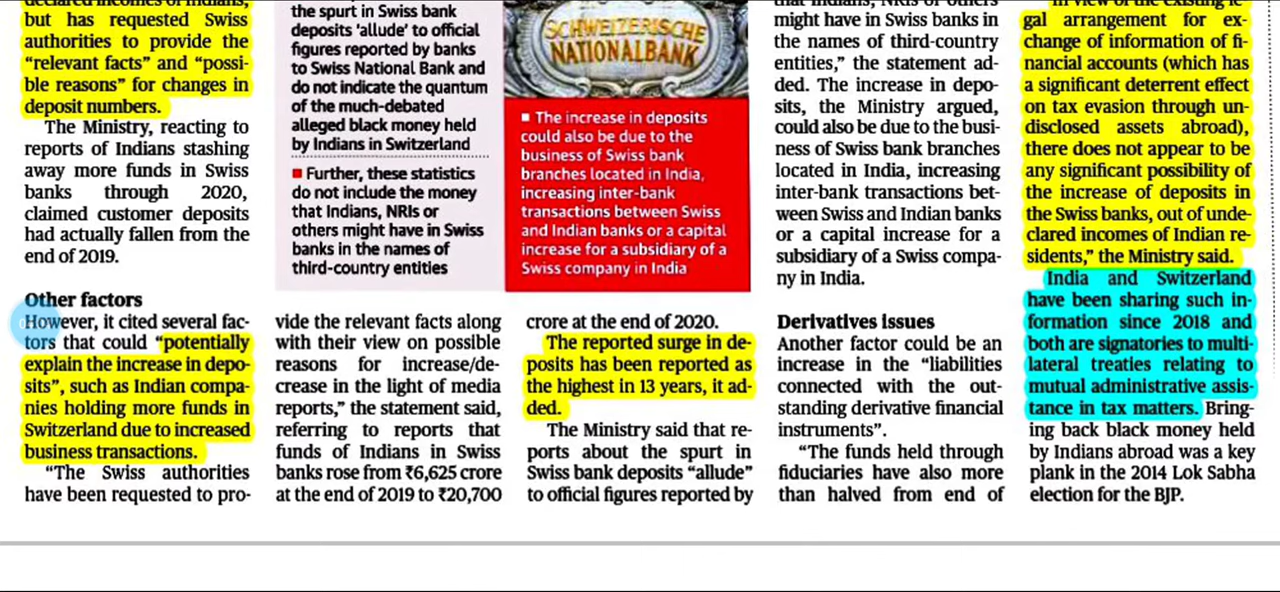 declared incomes of Indians,
but has requested Swiss
authorities to provide the
“relevant facts” and “possi-
ble reasons” for changes in
deposit numbers.
The Ministry, reacting to
reports of Indians stashing
away more funds in Swiss
banks through 2020,
claimed customer deposits
had actually fallen from the
end of 2019.
Other factors
However, it cited several fac-
tors that could “potentially
explain the increase in depo-
sits”, such as Indian compa-
nies holding more funds in
Switzerland due to increased
business transactions.
“The Swiss authorities
have been requested to pro-
the spurt in Swiss bank
deposits ‘allude’ to official
figures reported by banks
to Swiss National Bank and
do not indicate the quantum
of the much-debated
alleged black money held
by Indians in Switzerland
■ Further, these statistics
do not include the money
that Indians, NRIs or
others might have in Swiss
banks in the names of
third-country entities
SCHWEIZERISCHE
NATIONALBANK
■ The increase in deposits
could also be due to the
business of Swiss bank
branches located in India,
increasing inter-bank
transactions between Swiss
and Indian banks or a capital
increase for a subsidiary of a
Swiss company in India
vide the relevant facts along
with their view on possible
reasons for increase/de-
crease in the light of media
reports,” the statement said,
referring to reports that
funds of Indians in Swiss
banks rose from ₹6,625 crore
at the end of 2019 to ₹20,700
crore at the end of 2020.
The reported surge in de-
posits has been reported as
the highest in 13 years, it ad-
ded.
The Ministry said that re-
ports about the spurt in
Swiss bank deposits “allude”
to official figures reported by
that Indians, NRIs or others
might have in Swiss banks in
the names of third-country
entities,” the statement ad-
ded. The increase in depo-
sits, the Ministry argued,
could also be due to the busi-
ness of Swiss bank branches
located in India, increasing
inter-bank transactions bet-
ween Swiss and Indian banks
or a capital increase for a
subsidiary of a Swiss compa-
ny in India.
Derivatives issues
Another factor could be an
increase in the “liabilities
connected with the out-
standing derivative financial
instruments”.
“The funds held through
fiduciaries have also more
than halved from end of
In view of the existing le-
gal arrangement for ex-
change of information of fi-
nancial accounts (which has
a significant deterrent effect
on tax evasion through un-
disclosed assets abroad),
there does not appear to be
any significant possibility of
the increase of deposits in
the Swiss banks, out of unde-
clared incomes of Indian re-
sidents,” the Ministry said.
India and Switzerland
have been sharing such in-
formation since 2018 and
both are signatories to multi-
lateral treaties relating to
mutual administrative assis-
tance in tax matters. Bring-
ing back black money held
by Indians abroad was a key
plank in the 2014 Lok Sabha
election for the BJP.